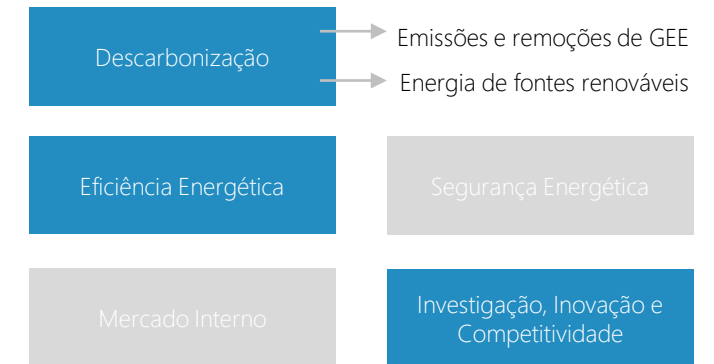 Descarbonização
Emissões e remoções de GEE
Energia de fontes renováveis
Eficiência Energética
Segurança Energética
Mercado Interno
Investigação, Inovação e
Competitividade